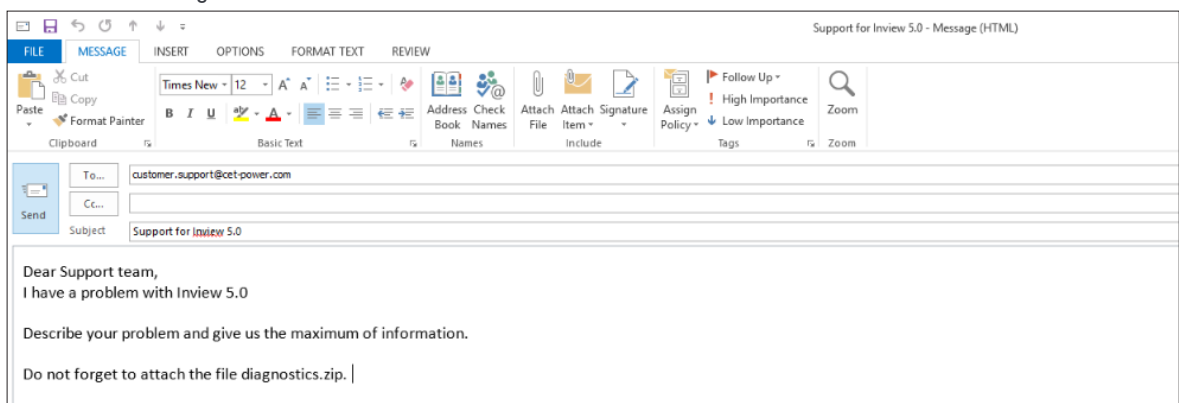 Support for Inview 5.0 - Message (HTML)
FILE MESSAGE INSERT OPTIONS FORMAT TEXT REVIEW
Paste
Cut
Copy
Format Painter
Clipboard
Times New 12
B I U
Basic Text
Address Book
Check Names
Names
Attach File
Attach Item
Signature
Include
Assign Policy
Follow Up
High Importance
Low Importance
Tags
Zoom
Zoom
Send
To... customer.support@cet-power.com
Cc...
Subject Support for Inview 5.0
Dear Support team,
I have a problem with Inview 5.0
Describe your problem and give us the maximum of information.
Do not forget to attach the file diagnostics.zip.